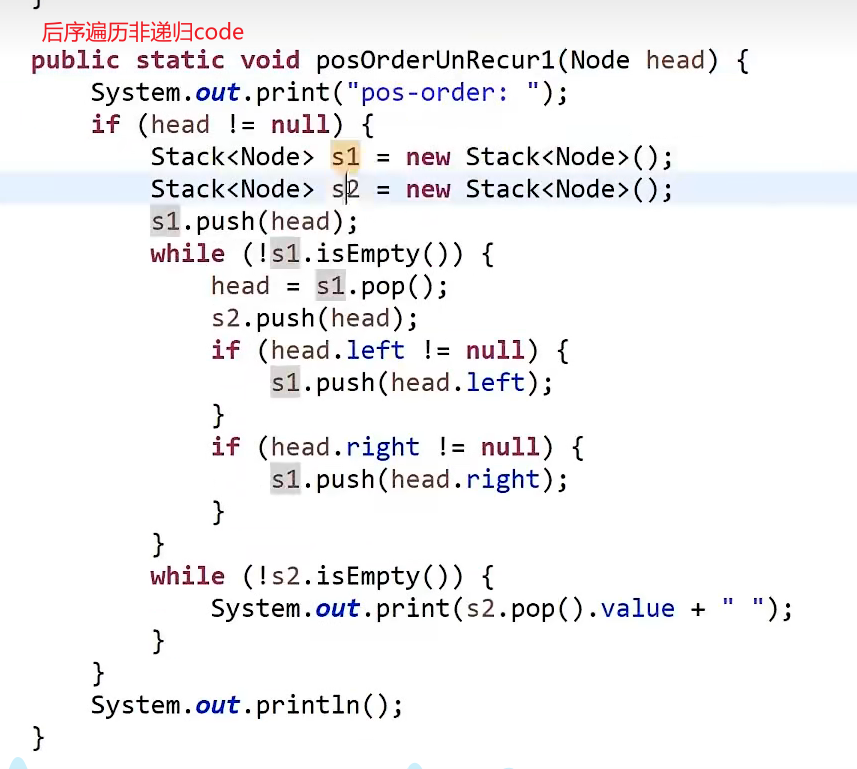 }
后序遍历非递归code
public static void posOrderUnRecur1(Node head) {
System.out.print("pos-order: ");
if (head != null) {
Stack<Node> s1 = new Stack<Node>();
Stack<Node> s2 = new Stack<Node>();
s1.push(head);
while (!s1.isEmpty()) {
head = s1.pop();
s2.push(head);
if (head.left != null) {
s1.push(head.left);
}
if (head.right != null) {
s1.push(head.right);
}
}
while (!s2.isEmpty()) {
System.out.print(s2.pop().value + " ");
}
}
System.out.println();
}